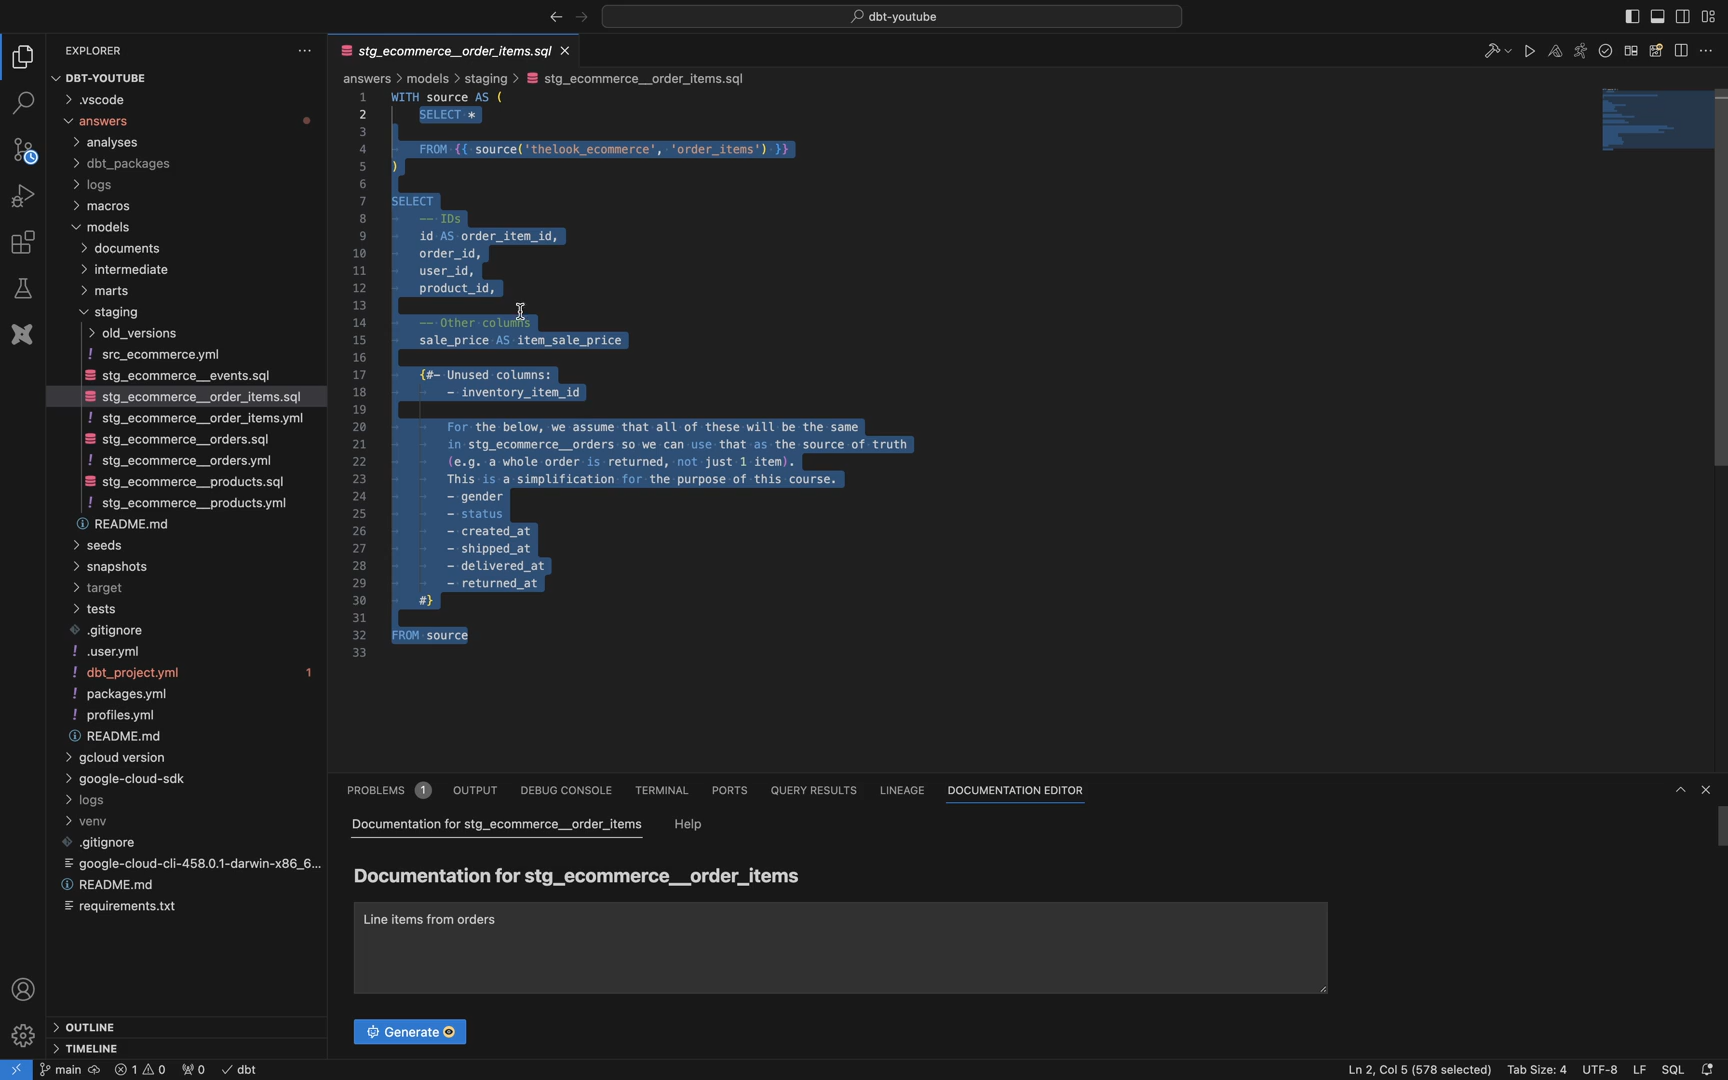 dbt-youtube
EXPLORER
DBT-YOUTUBE
.vscode
answers
analyses
dbt_packages
logs
macros
models
documents
intermediate
marts
staging
old_versions
! src_ecommerce.yml
stg_ecommerce__events.sql
stg_ecommerce__order_items.sql
! stg_ecommerce__order_items.yml
stg_ecommerce__orders.sql
! stg_ecommerce__orders.yml
stg_ecommerce__products.sql
! stg_ecommerce__products.yml
README.md
seeds
snapshots
target
tests
.gitignore
! .user.yml
! dbt_project.yml 1
! packages.yml
! profiles.yml
README.md
gcloud version
google-cloud-sdk
logs
venv
.gitignore
google-cloud-cli-458.0.1-darwin-x86_6...
README.md
requirements.txt
OUTLINE
TIMELINE
stg_ecommerce__order_items.sql
answers > models > staging > stg_ecommerce__order_items.sql
1 WITH source AS (
2 SELECT *
3
4 FROM {{ source('thelook_ecommerce', 'order_items') }}
5 )
6
7 SELECT
8 -- IDs
9 id AS order_item_id,
10 order_id,
11 user_id,
12 product_id,
13
14 -- Other columns
15 sale_price AS item_sale_price
16
17 {#- Unused columns:
18 - inventory_item_id
19
20 For the below, we assume that all of these will be the same
21 in stg_ecommerce__orders so we can use that as the source of truth
22 (e.g. a whole order is returned, not just 1 item).
23 This is a simplification for the purpose of this course.
24 - gender
25 - status
26 - created_at
27 - shipped_at
28 - delivered_at
29 - returned_at
30 #}
31
32 FROM source
33
PROBLEMS 1 OUTPUT DEBUG CONSOLE TERMINAL PORTS QUERY RESULTS LINEAGE DOCUMENTATION EDITOR
Documentation for stg_ecommerce__order_items Help
Documentation for stg_ecommerce__order_items
Line items from orders
Generate
main 1 0 0 dbt Ln 2, Col 5 (578 selected) Tab Size: 4 UTF-8 LF SQL